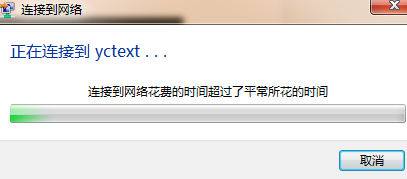 连接到网络
正在连接到 yctext . . .
连接到网络花费的时间超过了平常所花的时间
取消